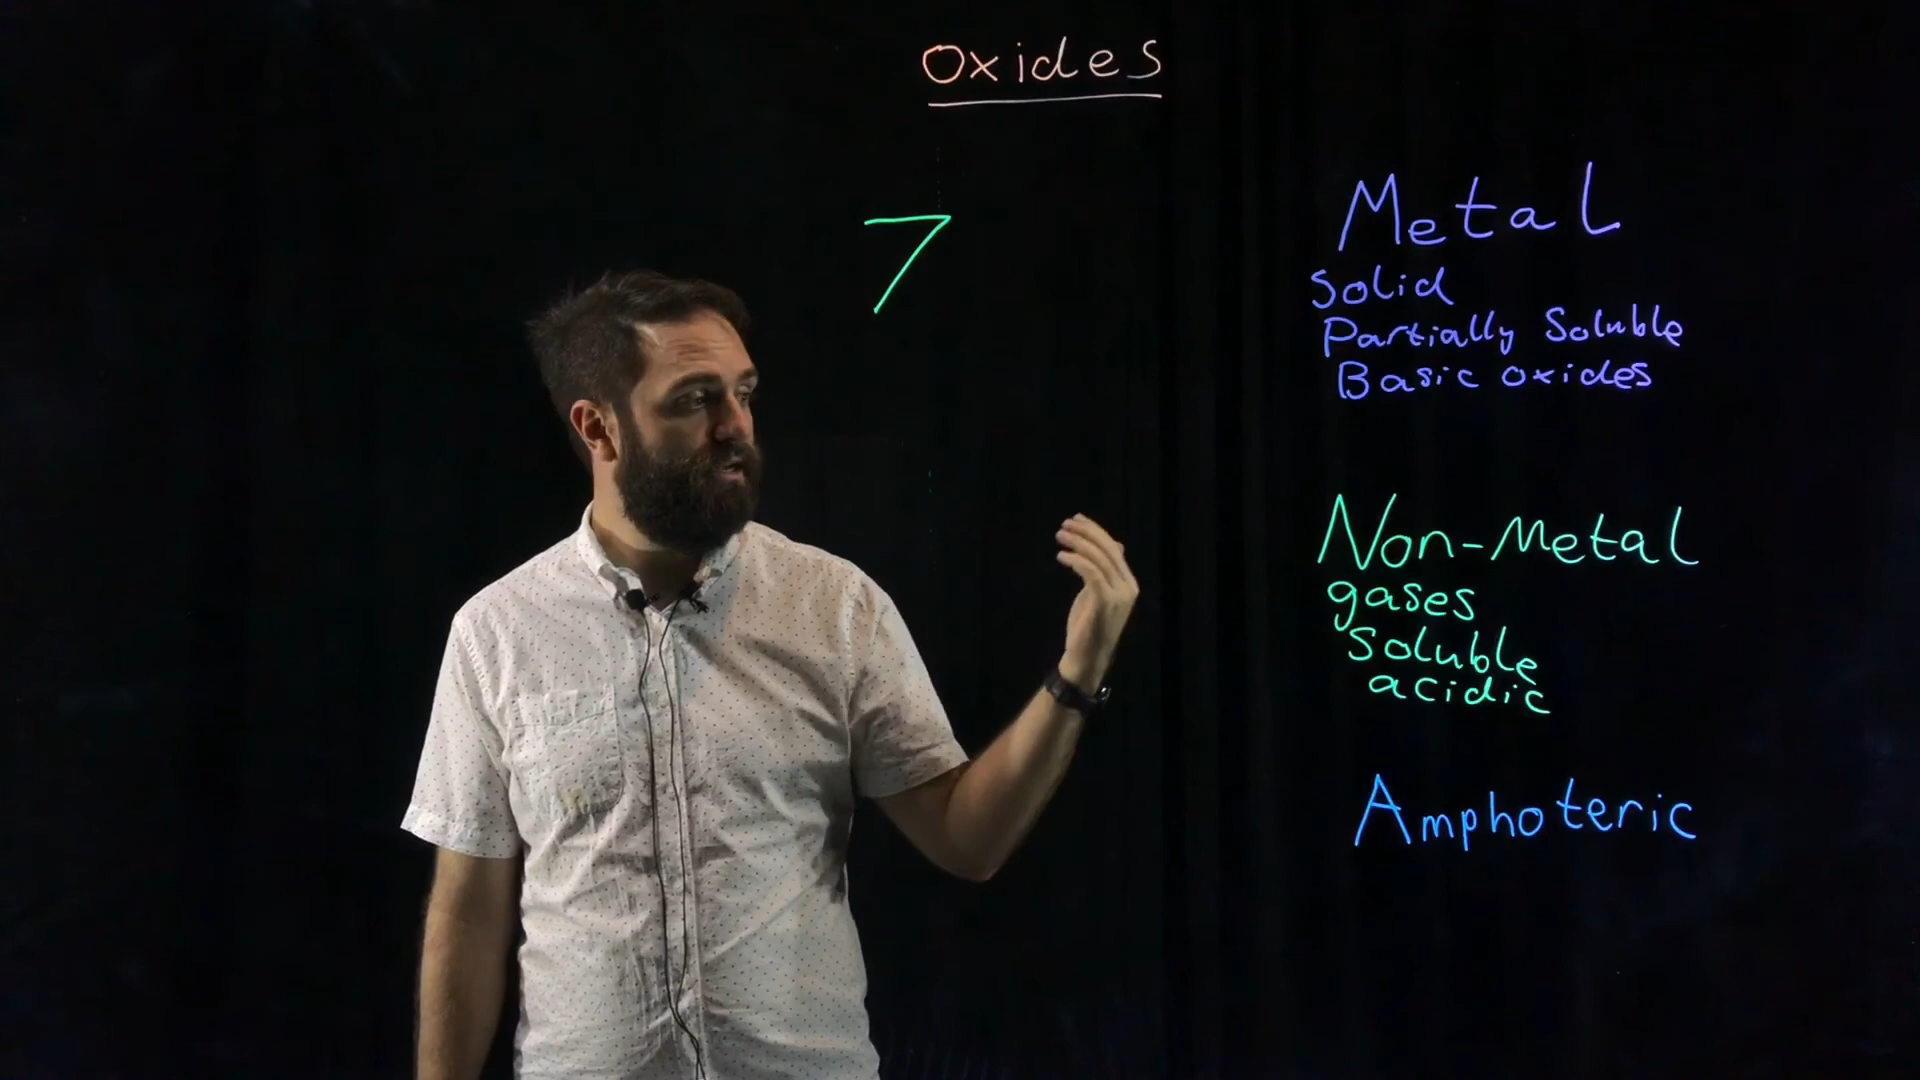 Oxides
7
Metal
Solid
Partially Soluble
Basic oxides
Non-Metal
gases
Soluble
acidic
Amphoteric